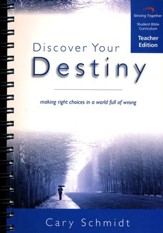 Striving Together
Student Bible
Curriculum
Teacher
Edition
Discover Your
Destiny
making right choices in a world full of wrong
Cary Schmidt